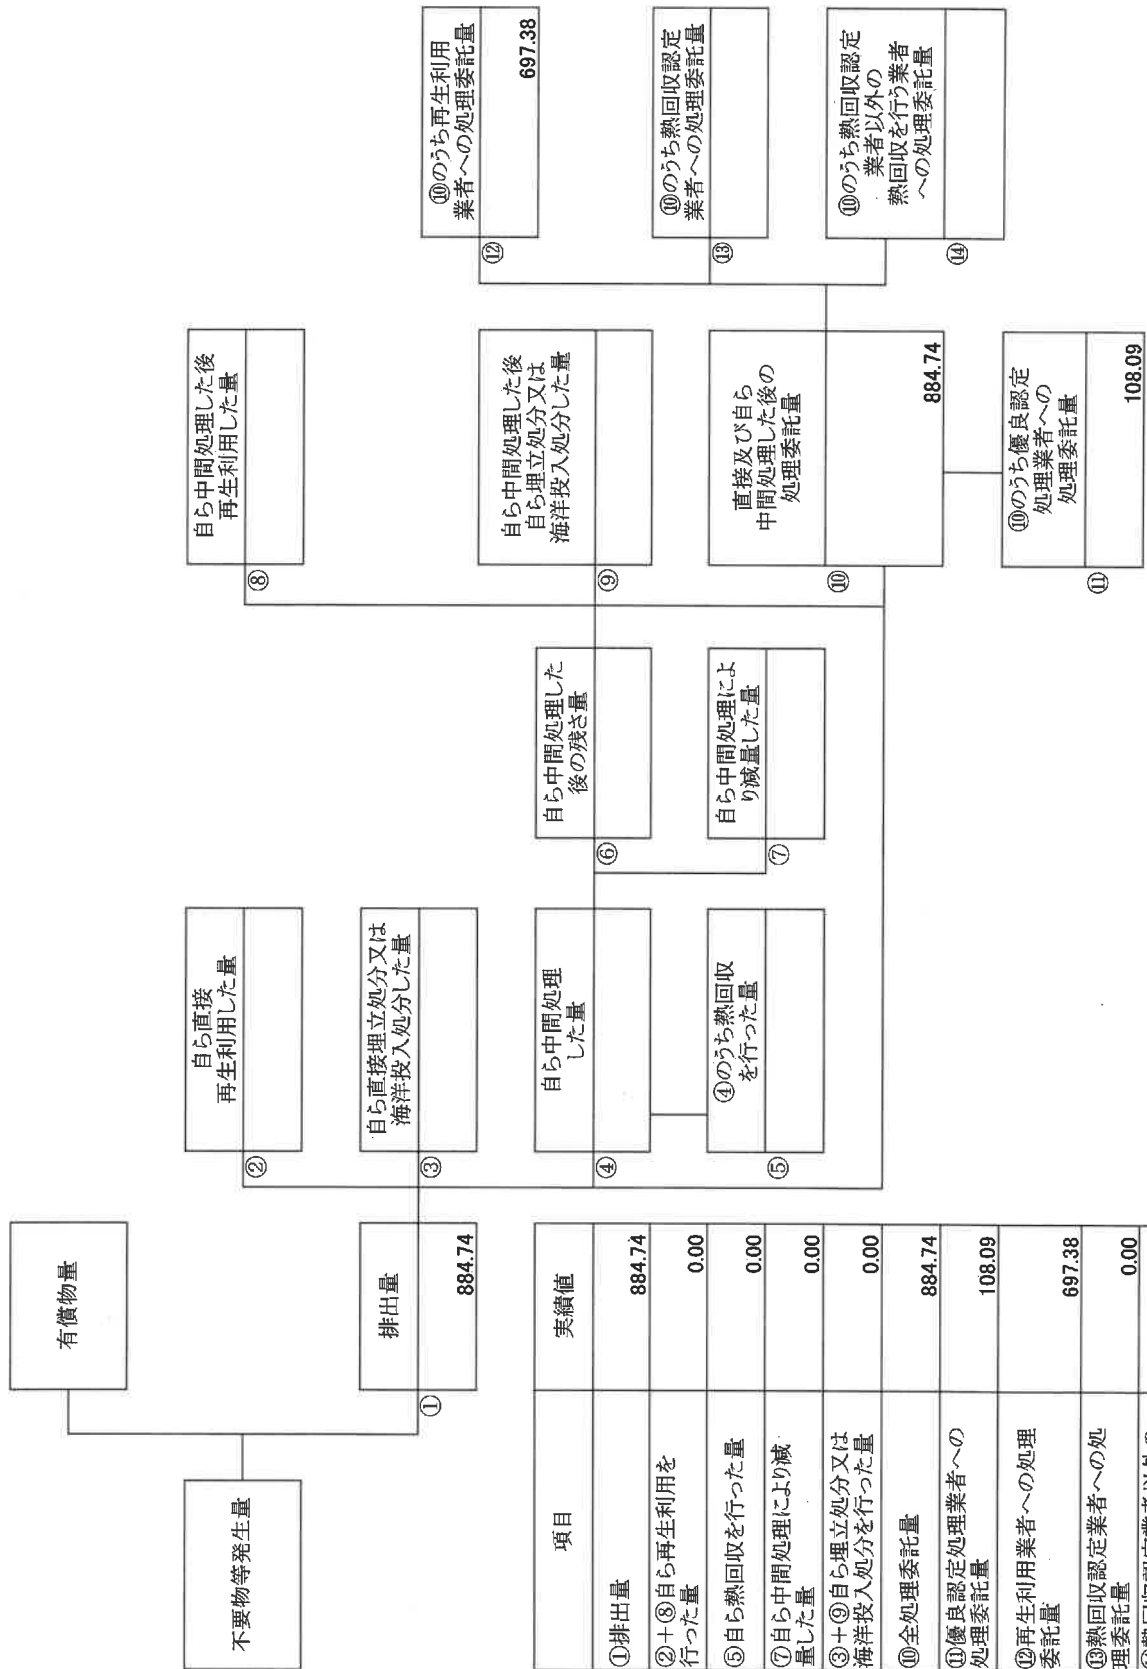 有償物量
不要物等発生量
排出量
①
884.74
自ら直接
再生利用した量
②
自ら直接埋立処分又は
海洋投入処分した量
③
自ら中間処理
した量
④
④のうち熱回収
を行った量
⑤
自ら中間処理した
後の残さ量
⑥
自ら中間処理によ
り減量した量
⑦
自ら中間処理した後
再生利用した量
⑧
自ら中間処理した後
自ら埋立処分又は
海洋投入処分した量
⑨
直接及び自ら
中間処理した後の
処理委託量
⑩
884.74
⑩のうち優良認定
処理業者への
処理委託量
⑪
108.09
⑩のうち再生利用
業者への処理委託量
⑫
697.38
⑩のうち熱回収認定
業者への処理委託量
⑬
⑩のうち熱回収認定
業者以外の
熱回収を行う業者
への処理委託量
⑭
項目 実績値
①排出量 884.74
②+⑧自ら再生利用を
行った量 0.00
⑤自ら熱回収を行った量 0.00
⑦自ら中間処理により減
量した量 0.00
③+⑨自ら埋立処分又は
海洋投入処分を行った量 0.00
⑩全処理委託量 884.74
⑪優良認定処理業者への
処理委託量 108.09
⑫再生利用業者への処理
委託量 697.38
⑬熱回収認定業者への処
理委託量 0.00